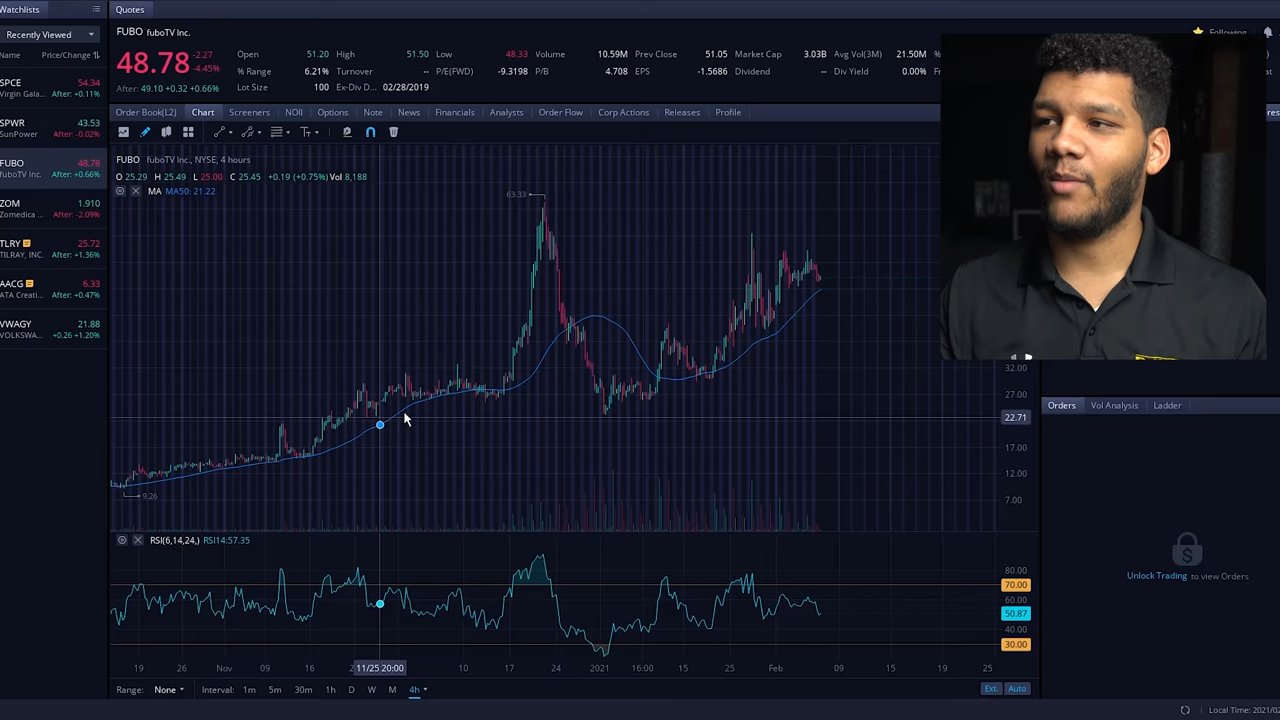 Watchlists
Quotes
Recently Viewed
Name Price/Change
SPCE 54.34
Virgin Gala... After: +0.11%
SPWR 43.53
SunPower After: -0.02%
FUBO 48.78
fuboTV Inc. After: +0.66%
ZOM 1.910
Zomedica ... After: -2.09%
TLRY 25.72
TILRAY, INC. After: +1.36%
AACG 6.33
ATA Creati... After: +0.47%
VWAGY 21.88
VOLKSWA... +0.26 +1.20%
FUBO fuboTV Inc.
Following
48.78 -2.27 -4.45%
After: 49.10 +0.32 +0.66%
Open 51.20 High 51.50 Low 48.33 Volume 10.59M Prev Close 51.05 Market Cap 3.03B Avg Vol(3M) 21.50M %
% Range 6.21% Turnover -- P/E(FWD) -9.3198 P/B 4.708 EPS -1.5686 Dividend -- Div Yield 0.00% Fre
Lot Size 100 Ex-Div D... 02/28/2019
Order Book(L2) Chart Screeners NOII Options Note News Financials Analysts Order Flow Corp Actions Releases Profile
FUBO fuboTV Inc., NYSE, 4 hours
O 25.29 H 25.49 L 25.00 C 25.45 +0.19 (+0.75%) Vol 8,188
MA MA50: 21.22
63.33
9.26
32.00
27.00
22.71
17.00
12.00
7.00
RSI(6,14,24,) RSI14:57.35
80.00
70.00
60.00
50.87
40.00
30.00
19 26 Nov 09 16 2 11/25 20:00 10 17 24 2021 16:00 15 25 Feb 09 15 19 25
Range: None Interval: 1m 5m 30m 1h D W M 4h
Ext. Auto
Orders Vol Analysis Ladder
Unlock Trading to view Orders
Local Time: 2021/02